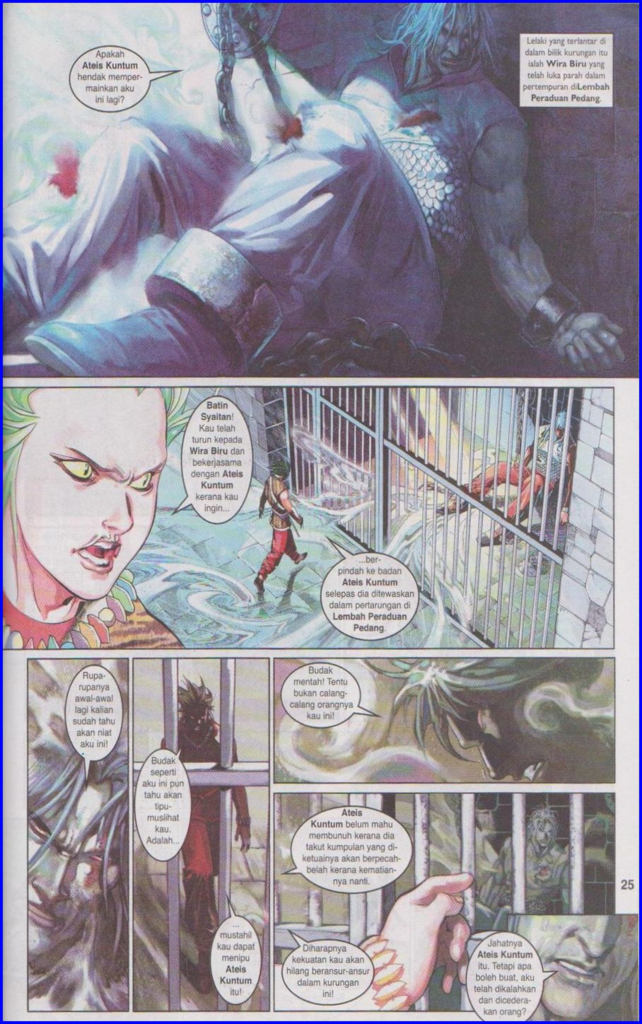 Apakah
Ateis Kuntum
hendak memper-
mainkan aku
ini lagi?
Lelaki yang terlantar di
dalam bilik kurungan itu
ialah Wira Biru yang
telah luka parah dalam
pertempuran diLembah
Peraduan Pedang.
Batin
Syaitan!
Kau telah
turun kepada
Wira Biru dan
bekerjasama
dengan Ateis
Kuntum
kerana kau
ingin...
...ber-
pindah ke badan
Ateis Kuntum
selepas dia ditewaskan
dalam pertarungan di
Lembah Peraduan
Pedang.
Rupa-
rupanya
awal-awal
lagi kalian
sudah tahu
akan niat
aku ini!
Budak
seperti
aku ini pun
tahu akan
tipu-
muslihat
kau.
Adalah...
... mustahil
kau dapat
menipu
Ateis
Kuntum
itu!
Budak
mentah! Tentu
bukan calang-
calang orangnya
kau ini!
Ateis
Kuntum belum mahu
membunuh kerana dia
takut kumpulan yang di-
ketuainya akan berpecah-
belah kerana kematian-
nya nanti.
Diharapnya
kekuatan kau akan
hilang beransur-ansur
dalam kurungan
ini!
Jahatnya
Ateis Kuntum
itu. Tetapi apa
boleh buat, aku
telah dikalahkan
dan dicedera-
kan orang?
25